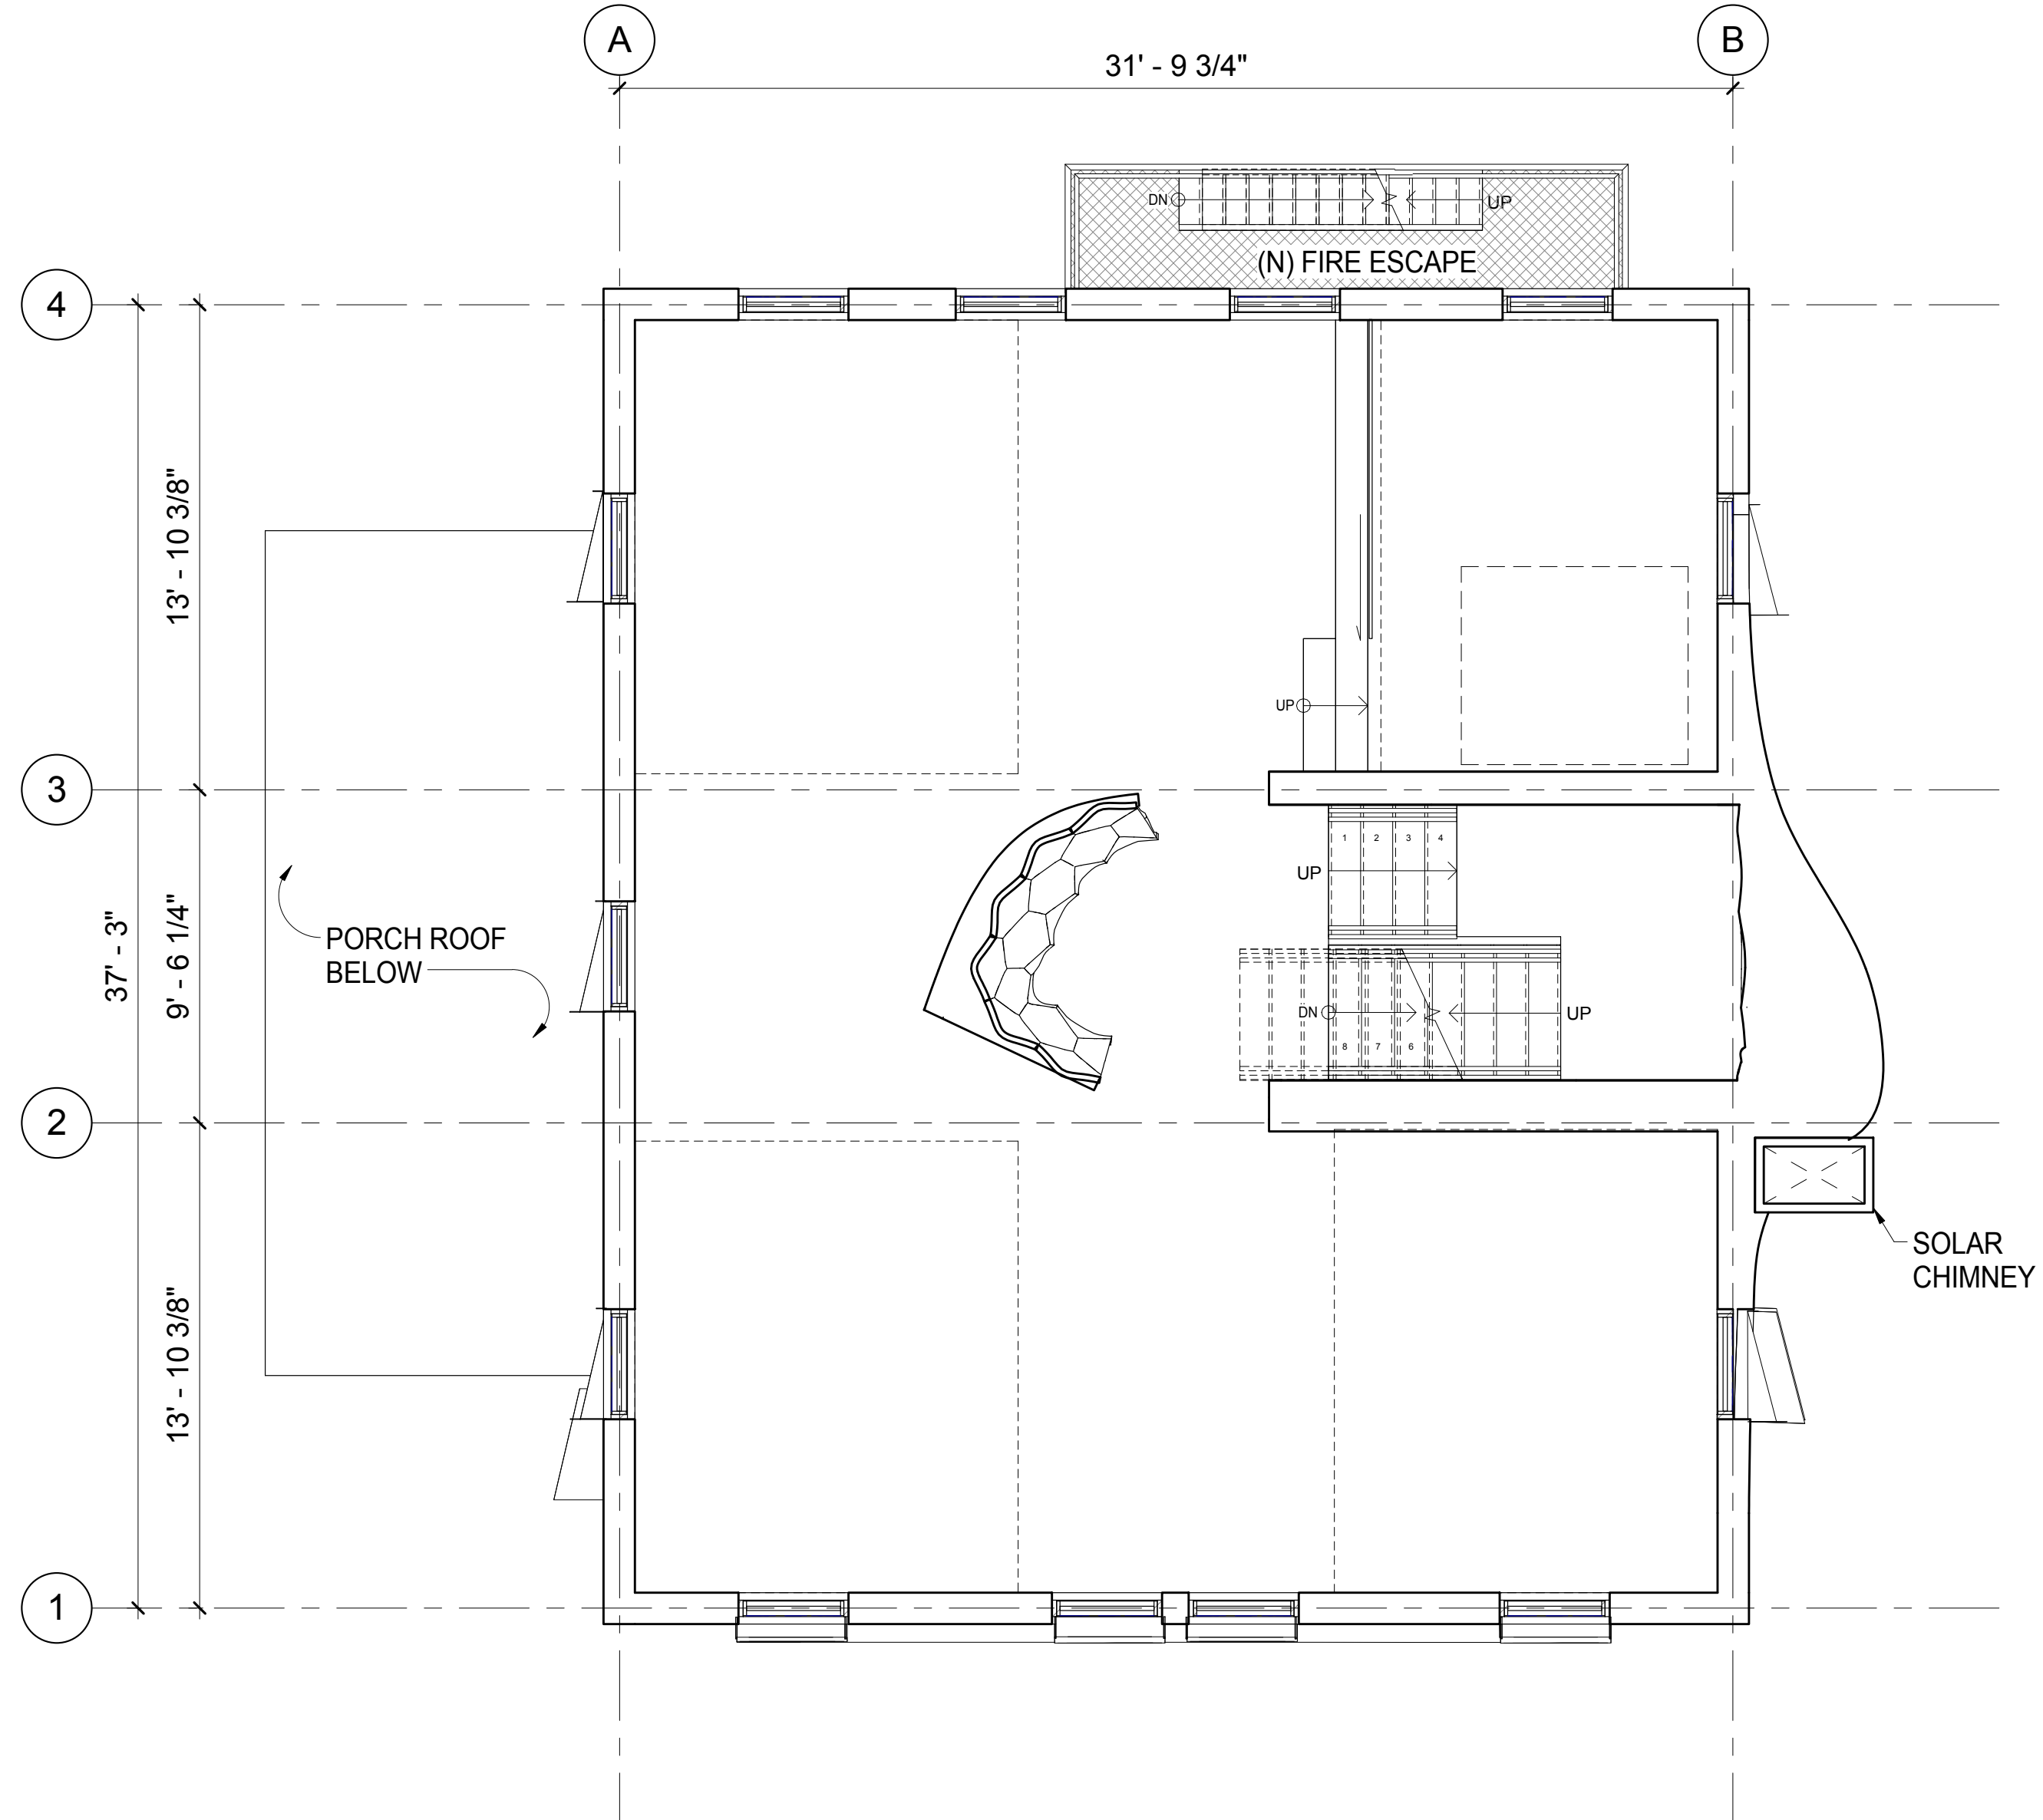 A
B
31' - 9 3/4"
DN
UP
(N) FIRE ESCAPE
4
13' - 10 3/8"
UP
3
1 2 3 4
UP
PORCH ROOF
BELOW
37' - 3"
9' - 6 1/4"
DN
UP
8 7 6
2
SOLAR
CHIMNEY
13' - 10 3/8"
1